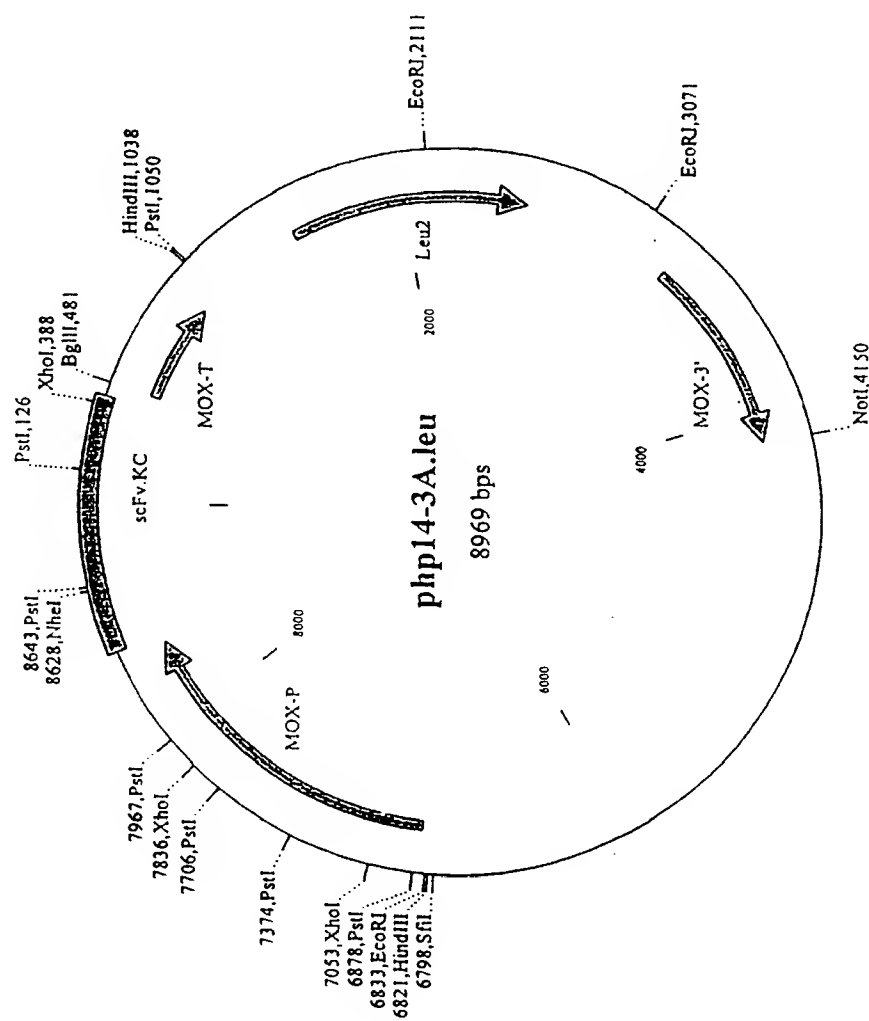 php14-3A.leu
8969 bps
PstI,126
XhoI,388
BglII,481
HindIII,1038
PstI,1050
EcoRI,2111
EcoRI,3071
NotI,4150
6798,SfiI
6821,HindIII
6833,EcoRI
6878,PstI
7053,XhoI
7374,PstI
7706,PstI
7836,XhoI
7967,PstI
8628,NheI
8643,PstI
scFv.KC
MOX-T
Leu2
MOX-3'
MOX-P
2000
4000
6000
8000